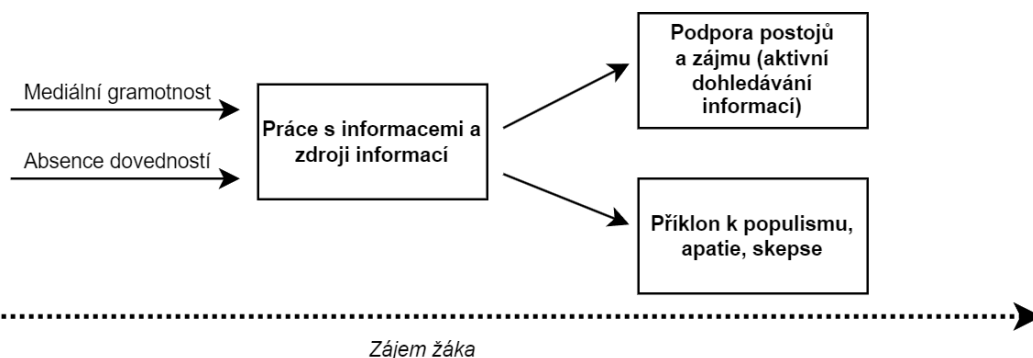 Mediální gramotnost
Absence dovedností
Práce s informacemi a
zdroji informací
Podpora postojů
a zájmu (aktivní
dohledávání
informací)
Příklon k populismu,
apatie, skepse
Zájem žáka